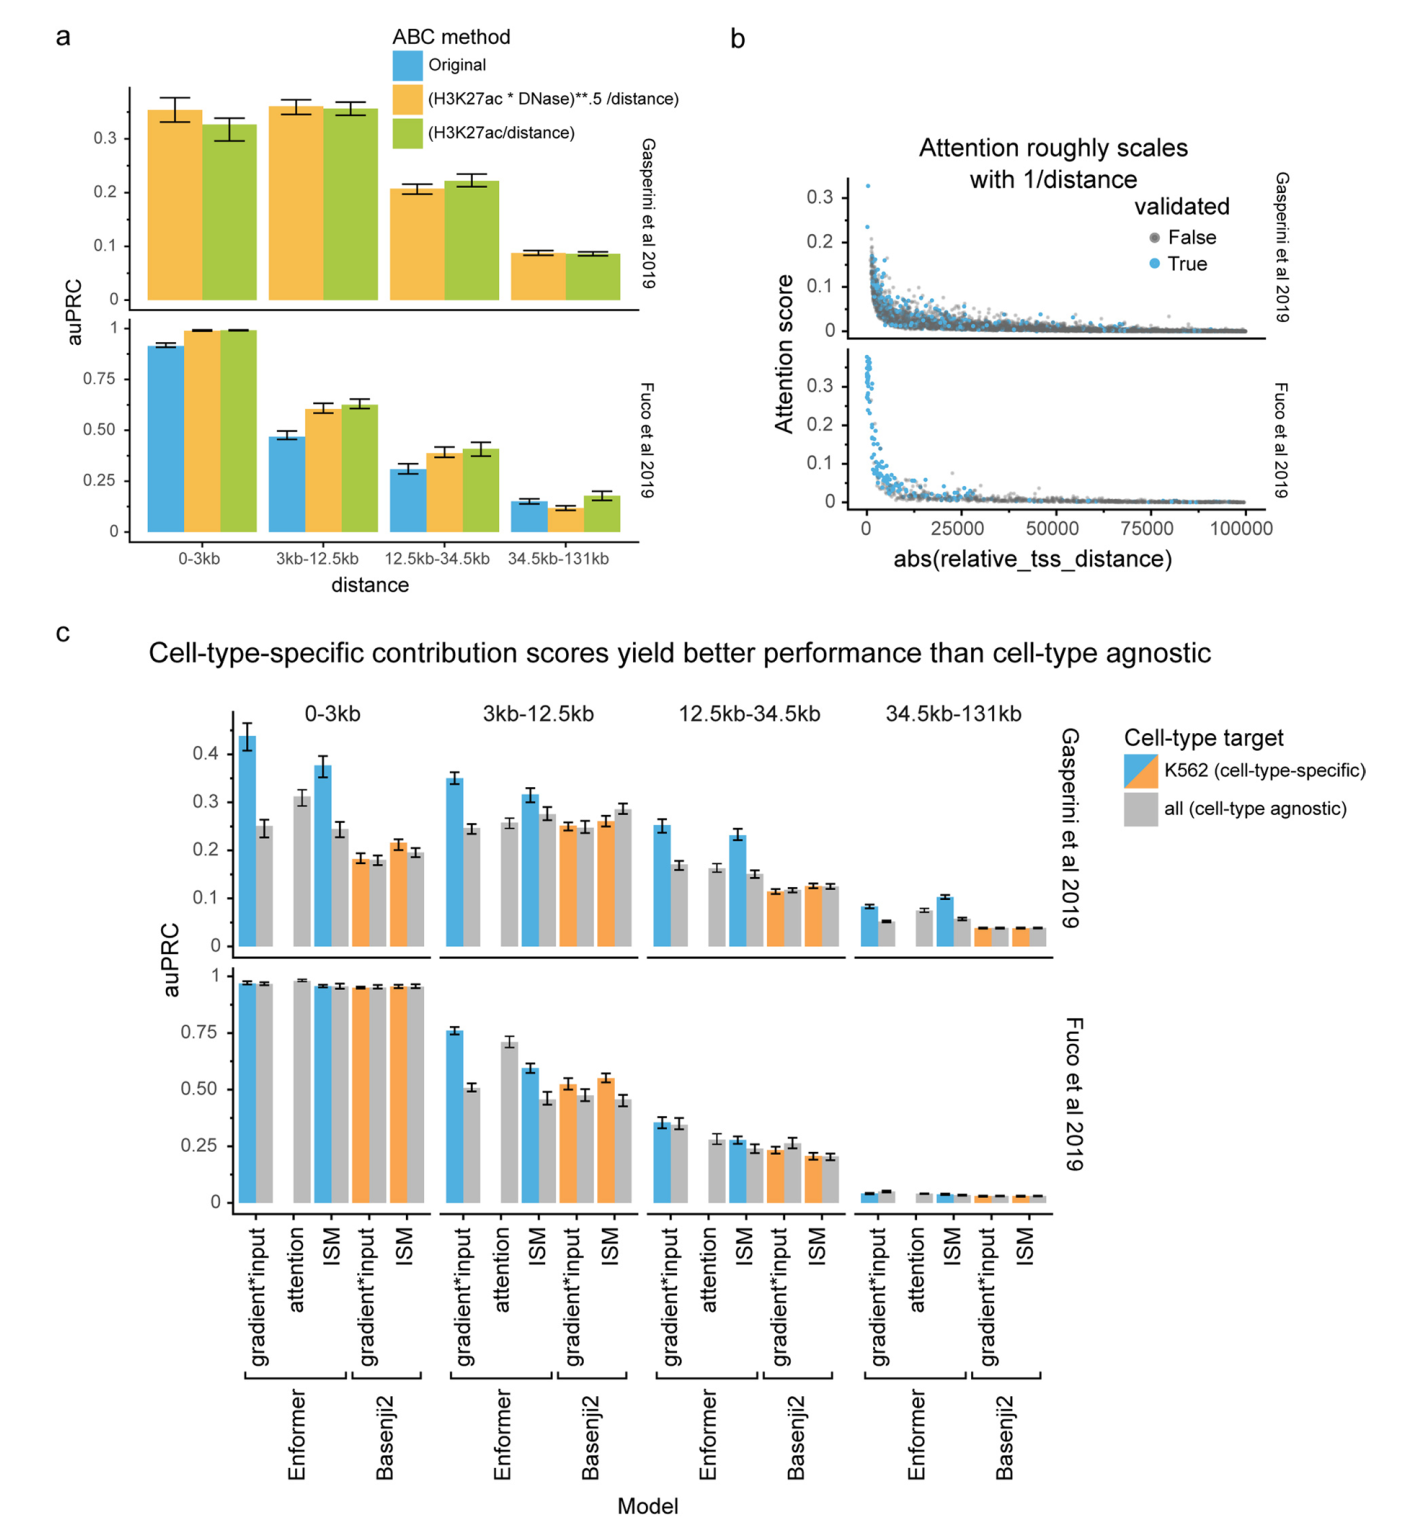 a
ABC method
Original
(H3K27ac * DNase)**.5 /distance)
(H3K27ac/distance)
0.3
0.2
0.1
0
Gasperini et al 2019
auPRC
1
0.75
0.50
0.25
0
Fuco et al 2019
0-3kb
3kb-12.5kb
12.5kb-34.5kb
34.5kb-131kb
distance
b
Attention roughly scales
with 1/distance
validated
False
True
0.3
0.2
0.1
0
Gasperini et al 2019
Attention score
0.3
0.2
0.1
0
Fuco et al 2019
0
25000
50000
75000
100000
abs(relative_tss_distance)
c
Cell-type-specific contribution scores yield better performance than cell-type agnostic
0-3kb
3kb-12.5kb
12.5kb-34.5kb
34.5kb-131kb
Cell-type target
K562 (cell-type-specific)
all (cell-type agnostic)
0.4
0.3
0.2
0.1
0
Gasperini et al 2019
auPRC
1
0.75
0.50
0.25
0
Fuco et al 2019
gradient*input
attention
ISM
gradient*input
ISM
gradient*input
attention
ISM
gradient*input
ISM
gradient*input
attention
ISM
gradient*input
ISM
gradient*input
attention
ISM
gradient*input
ISM
Enformer
Basenji2
Enformer
Basenji2
Enformer
Basenji2
Enformer
Basenji2
Model